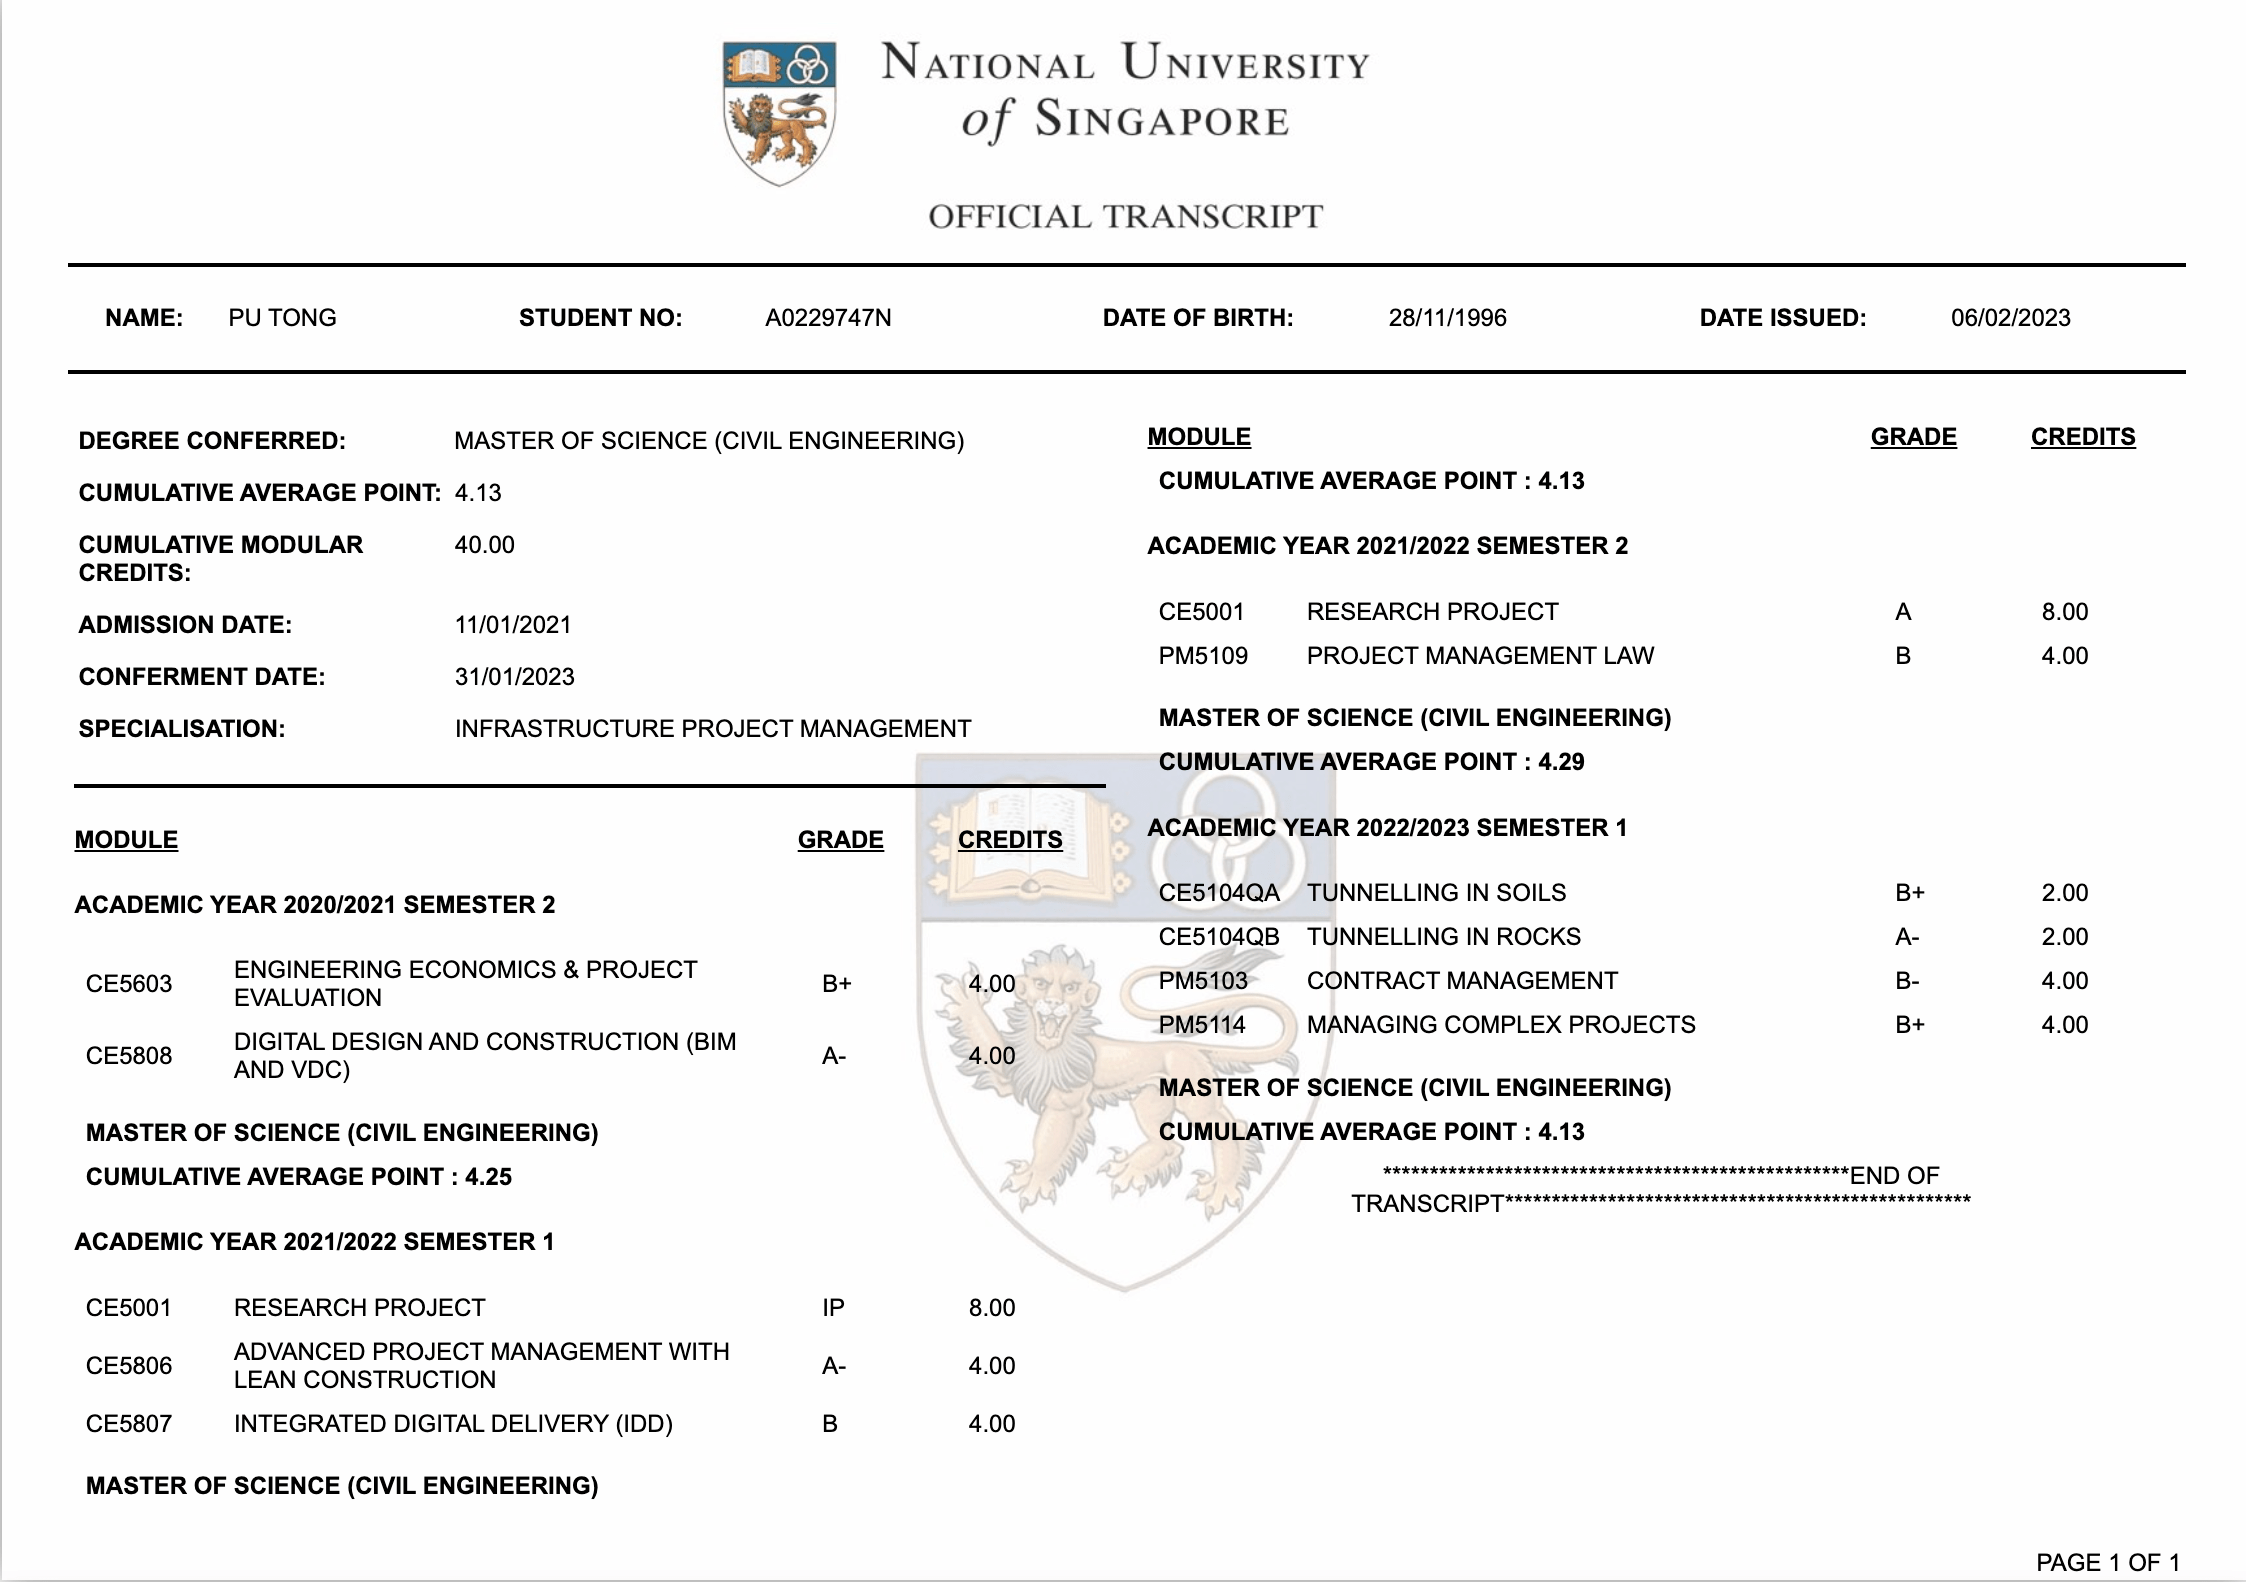 NATIONAL UNIVERSITY
of SINGAPORE
OFFICIAL TRANSCRIPT
NAME: PU TONG STUDENT NO: A0229747N DATE OF BIRTH: 28/11/1996 DATE ISSUED: 06/02/2023
DEGREE CONFERRED: MASTER OF SCIENCE (CIVIL ENGINEERING)
CUMULATIVE AVERAGE POINT: 4.13
CUMULATIVE MODULAR 40.00
CREDITS:
ADMISSION DATE: 11/01/2021
CONFERMENT DATE: 31/01/2023
SPECIALISATION: INFRASTRUCTURE PROJECT MANAGEMENT
MODULE GRADE CREDITS
ACADEMIC YEAR 2020/2021 SEMESTER 2
CE5603 ENGINEERING ECONOMICS & PROJECT
EVALUATION B+ 4.00
CE5808 DIGITAL DESIGN AND CONSTRUCTION (BIM
AND VDC) A- 4.00
MASTER OF SCIENCE (CIVIL ENGINEERING)
CUMULATIVE AVERAGE POINT : 4.25
ACADEMIC YEAR 2021/2022 SEMESTER 1
CE5001 RESEARCH PROJECT IP 8.00
CE5806 ADVANCED PROJECT MANAGEMENT WITH
LEAN CONSTRUCTION A- 4.00
CE5807 INTEGRATED DIGITAL DELIVERY (IDD) B 4.00
MASTER OF SCIENCE (CIVIL ENGINEERING)
MODULE GRADE CREDITS
CUMULATIVE AVERAGE POINT : 4.13
ACADEMIC YEAR 2021/2022 SEMESTER 2
CE5001 RESEARCH PROJECT A 8.00
PM5109 PROJECT MANAGEMENT LAW B 4.00
MASTER OF SCIENCE (CIVIL ENGINEERING)
CUMULATIVE AVERAGE POINT : 4.29
ACADEMIC YEAR 2022/2023 SEMESTER 1
CE5104QA TUNNELLING IN SOILS B+ 2.00
CE5104QB TUNNELLING IN ROCKS A- 2.00
PM5103 CONTRACT MANAGEMENT B- 4.00
PM5114 MANAGING COMPLEX PROJECTS B+ 4.00
MASTER OF SCIENCE (CIVIL ENGINEERING)
CUMULATIVE AVERAGE POINT : 4.13
**************************************************END OF
TRANSCRIPT**************************************************
PAGE 1 OF 1